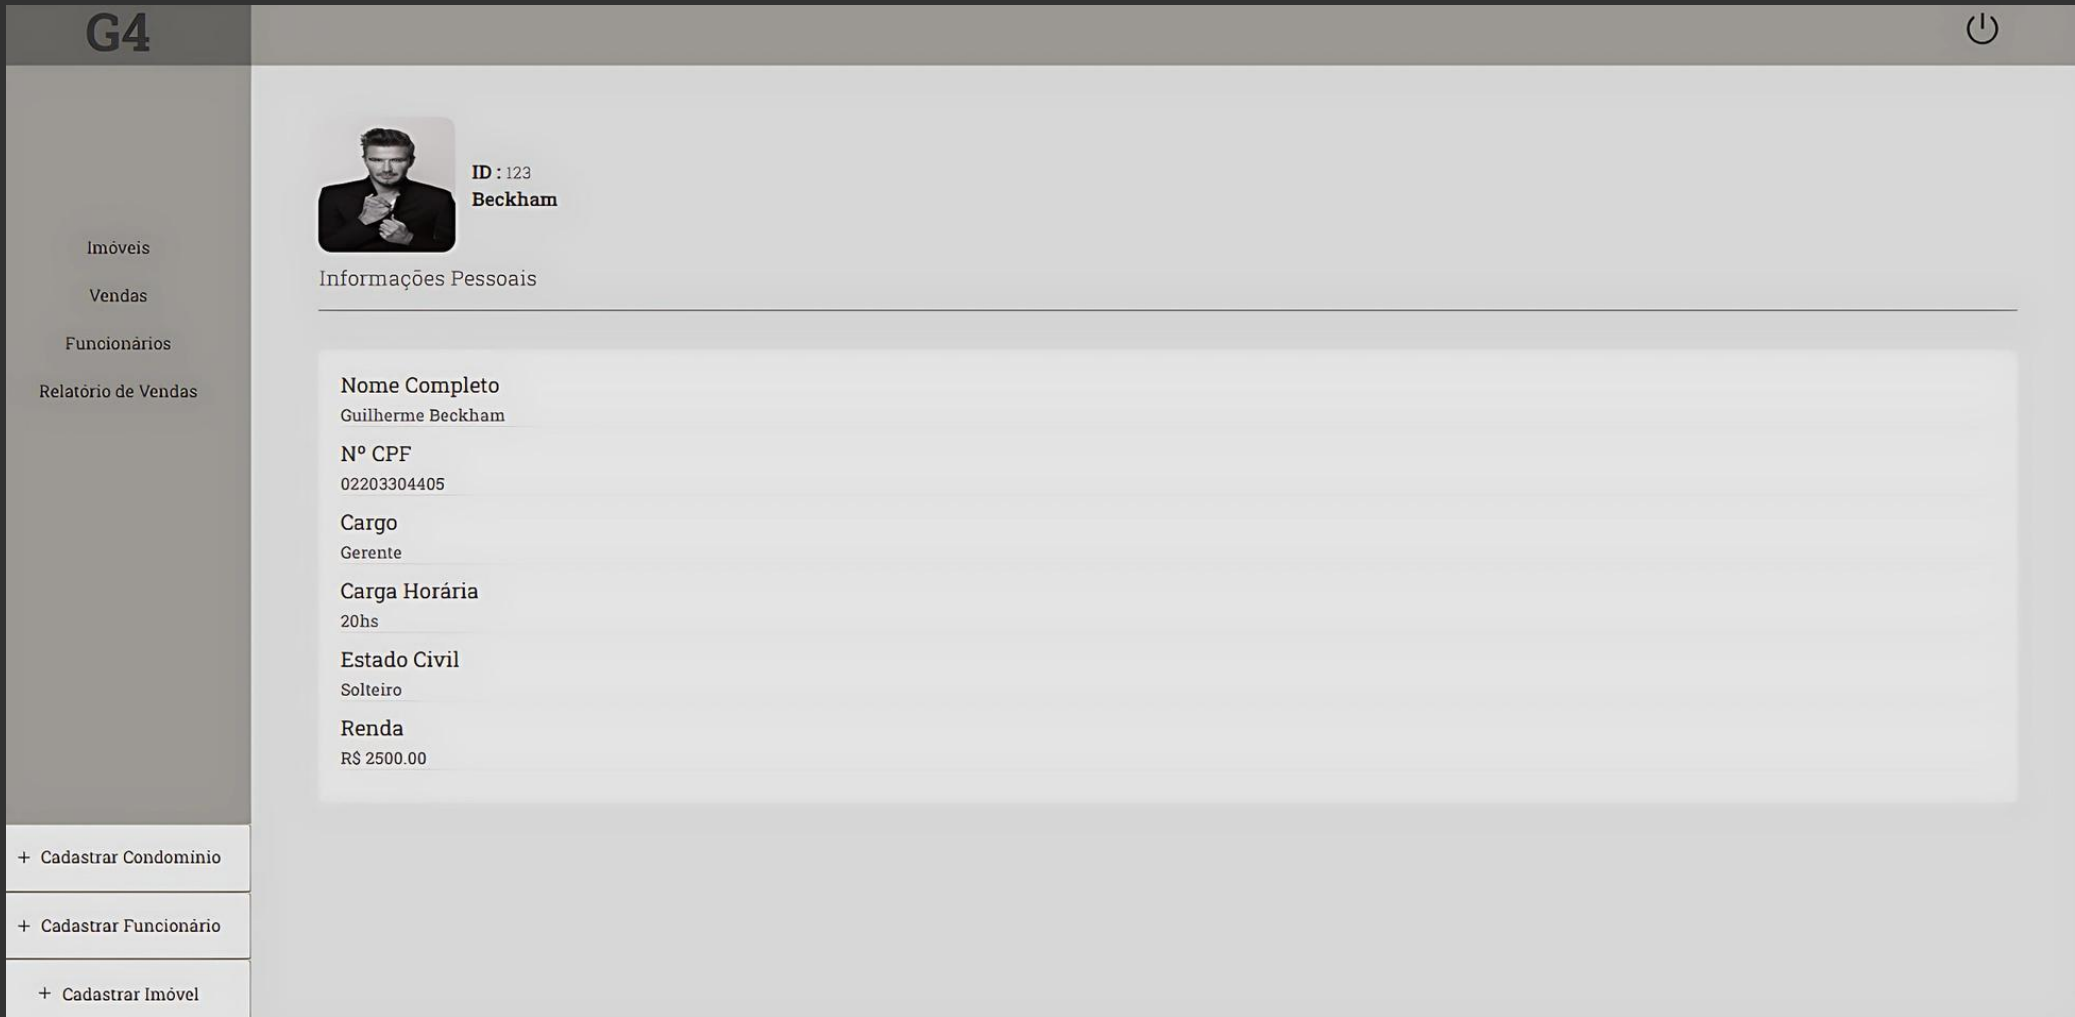 G4
Imóveis
Vendas
Funcionários
Relatório de Vendas
+ Cadastrar Condomínio
+ Cadastrar Funcionário
+ Cadastrar Imóvel
ID : 123
Beckham
Informações Pessoais
Nome Completo
Guilherme Beckham
Nº CPF
02203304405
Cargo
Gerente
Carga Horária
20hs
Estado Civil
Solteiro
Renda
R$ 2500.00